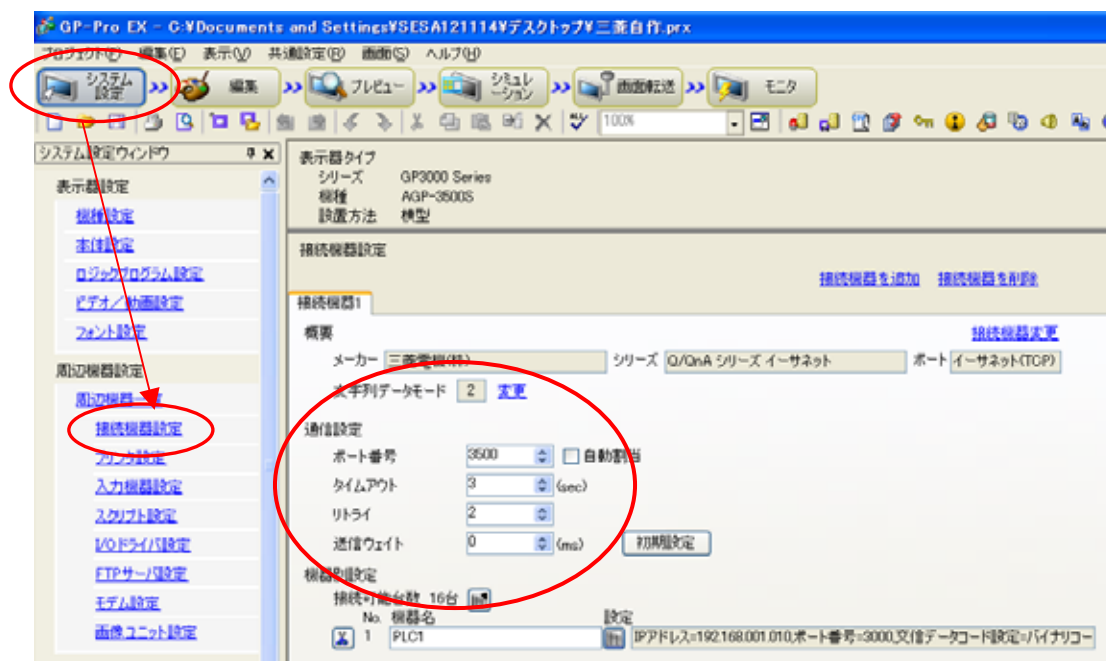 GP-Pro EX - C:¥Documents and Settings¥SESA121114¥デスクトップ¥三菱自作.prx
プロジェクト(F) 編集(E) 表示(V) 共通設定(R) 画面(S) ヘルプ(H)
システム設定 編集 プレビュー シミュレーション 画面転送 モニタ
100%
システム設定ウィンドウ
表示器設定
機種設定
本体設定
ロジックプログラム設定
ビデオ/動画設定
フォント設定
周辺機器設定
周辺機器一覧
接続機器設定
プリンタ設定
入力機器設定
スクリプト設定
I/Oドライバ設定
FTPサーバ設定
モデム設定
画像ユニット設定
表示器タイプ
シリーズ GP3000 Series
機種 AGP-3500S
設置方法 横型
接続機器設定
接続機器を追加 接続機器を削除
接続機器1
概要 接続機器変更
メーカー 三菱電機(株) シリーズ Q/QnA シリーズ イーサネット ポート イーサネット(TCP)
文字列データモード 2 変更
通信設定
ポート番号 3500 自動割当
タイムアウト 3 (sec)
リトライ 2
送信ウェイト 0 (ms) 初期設定
機器別設定
接続可能台数 16台
No. 機器名 設定
1 PLC1 IPアドレス=192.168.001.010,ポート番号=3000,交信データコード設定=バイナリコー